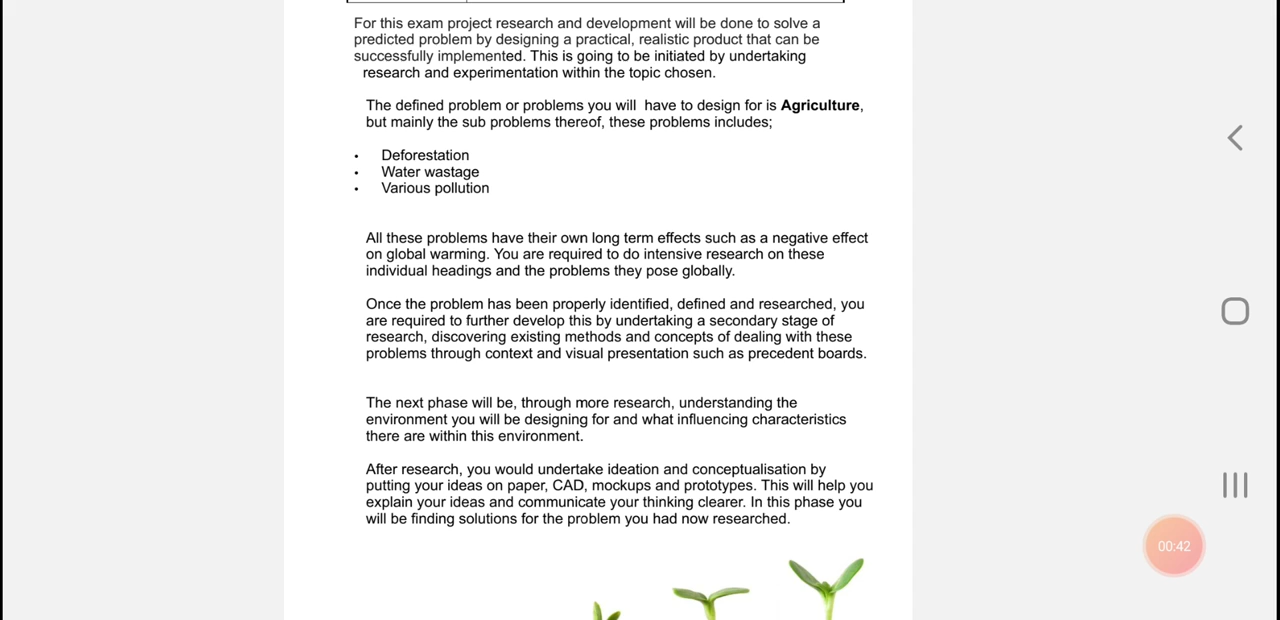 For this exam project research and development will be done to solve a
predicted problem by designing a practical, realistic product that can be
successfully implemented. This is going to be initiated by undertaking
research and experimentation within the topic chosen.
The defined problem or problems you will have to design for is Agriculture,
but mainly the sub problems thereof, these problems includes;
• Deforestation
• Water wastage
• Various pollution
All these problems have their own long term effects such as a negative effect
on global warming. You are required to do intensive research on these
individual headings and the problems they pose globally.
Once the problem has been properly identified, defined and researched, you
are required to further develop this by undertaking a secondary stage of
research, discovering existing methods and concepts of dealing with these
problems through context and visual presentation such as precedent boards.
The next phase will be, through more research, understanding the
environment you will be designing for and what influencing characteristics
there are within this environment.
After research, you would undertake ideation and conceptualisation by
putting your ideas on paper, CAD, mockups and prototypes. This will help you
explain your ideas and communicate your thinking clearer. In this phase you
will be finding solutions for the problem you had now researched.
00:42